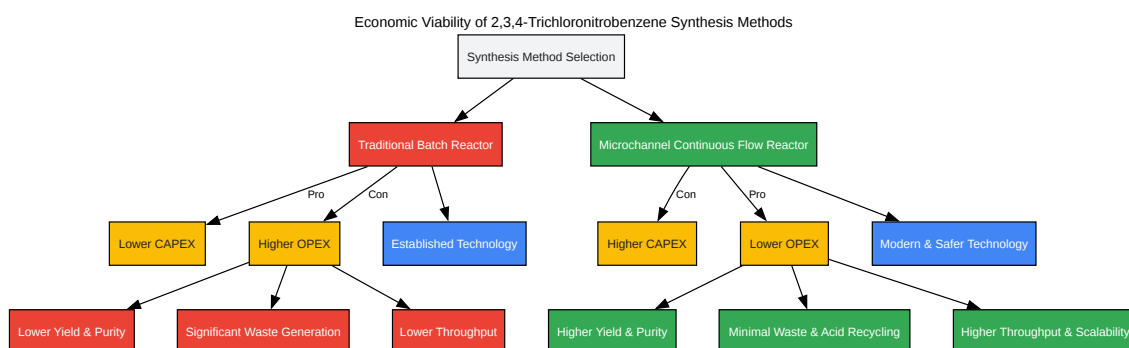 Economic Viability of 2,3,4-Trichloronitrobenzene Synthesis Methods
Synthesis Method Selection
Traditional Batch Reactor
Microchannel Continuous Flow Reactor
Pro
Con
Con
Pro
Lower CAPEX
Higher OPEX
Established Technology
Higher CAPEX
Lower OPEX
Modern & Safer Technology
Lower Yield & Purity
Significant Waste Generation
Lower Throughput
Higher Yield & Purity
Minimal Waste & Acid Recycling
Higher Throughput & Scalability